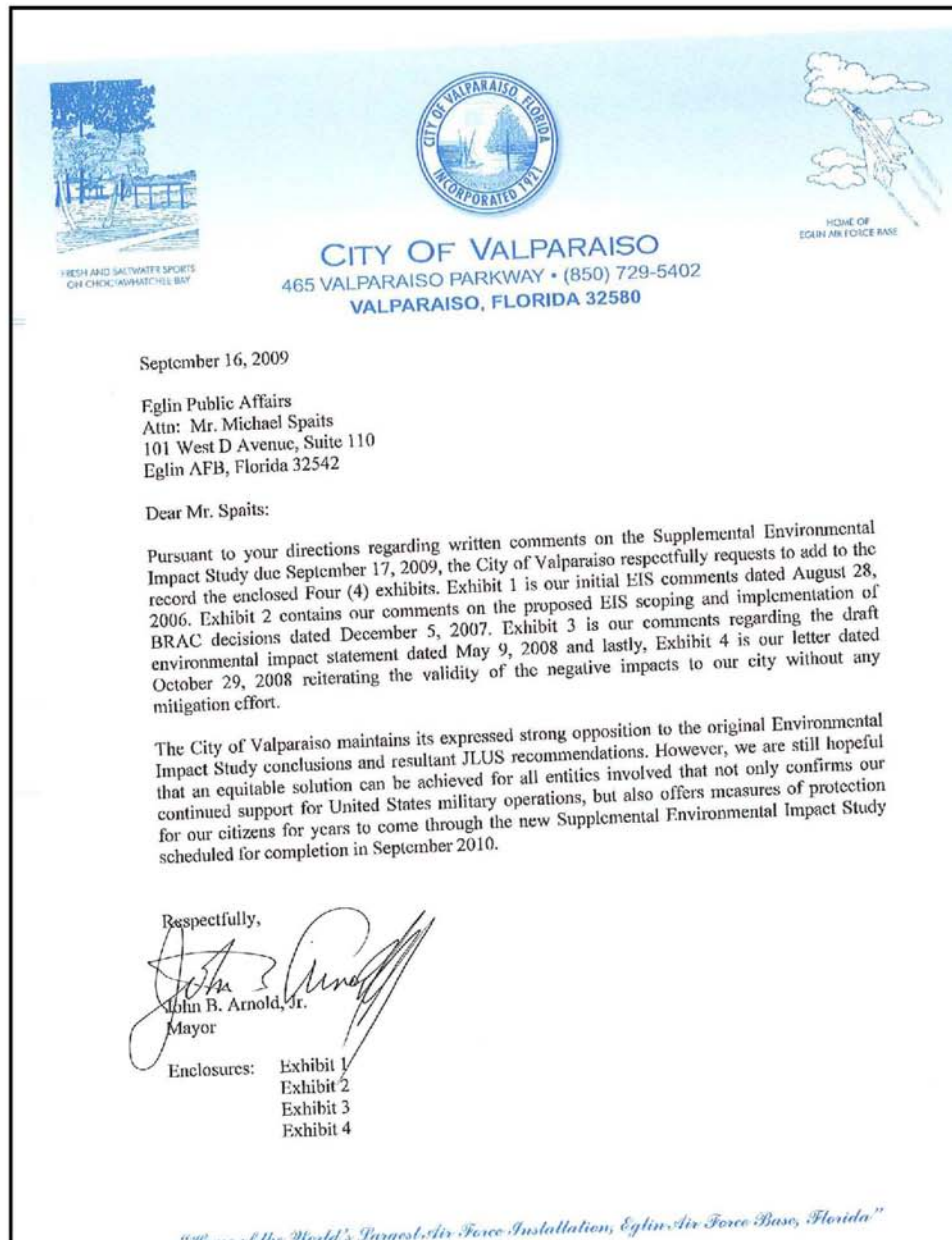 CITY OF VALPARAISO, FLORIDA
INCORPORATED 1921
FRESH AND SALTWATER SPORTS
ON CHOCTAWHATCHEE BAY
HOME OF
EGLIN AIR FORCE BASE
CITY OF VALPARAISO
465 VALPARAISO PARKWAY • (850) 729-5402
VALPARAISO, FLORIDA 32580
September 16, 2009
Eglin Public Affairs
Attn: Mr. Michael Spaits
101 West D Avenue, Suite 110
Eglin AFB, Florida 32542
Dear Mr. Spaits:
Pursuant to your directions regarding written comments on the Supplemental Environmental
Impact Study due September 17, 2009, the City of Valparaiso respectfully requests to add to the
record the enclosed Four (4) exhibits. Exhibit 1 is our initial EIS comments dated August 28,
2006. Exhibit 2 contains our comments on the proposed EIS scoping and implementation of
BRAC decisions dated December 5, 2007. Exhibit 3 is our comments regarding the draft
environmental impact statement dated May 9, 2008 and lastly, Exhibit 4 is our letter dated
October 29, 2008 reiterating the validity of the negative impacts to our city without any
mitigation effort.
The City of Valparaiso maintains its expressed strong opposition to the original Environmental
Impact Study conclusions and resultant JLUS recommendations. However, we are still hopeful
that an equitable solution can be achieved for all entities involved that not only confirms our
continued support for United States military operations, but also offers measures of protection
for our citizens for years to come through the new Supplemental Environmental Impact Study
scheduled for completion in September 2010.
Respectfully,
John B. Arnold, Jr.
Mayor
Enclosures: Exhibit 1
Exhibit 2
Exhibit 3
Exhibit 4
of the World's Largest Air Force Installation, Eglin Air Force Base, Florida"